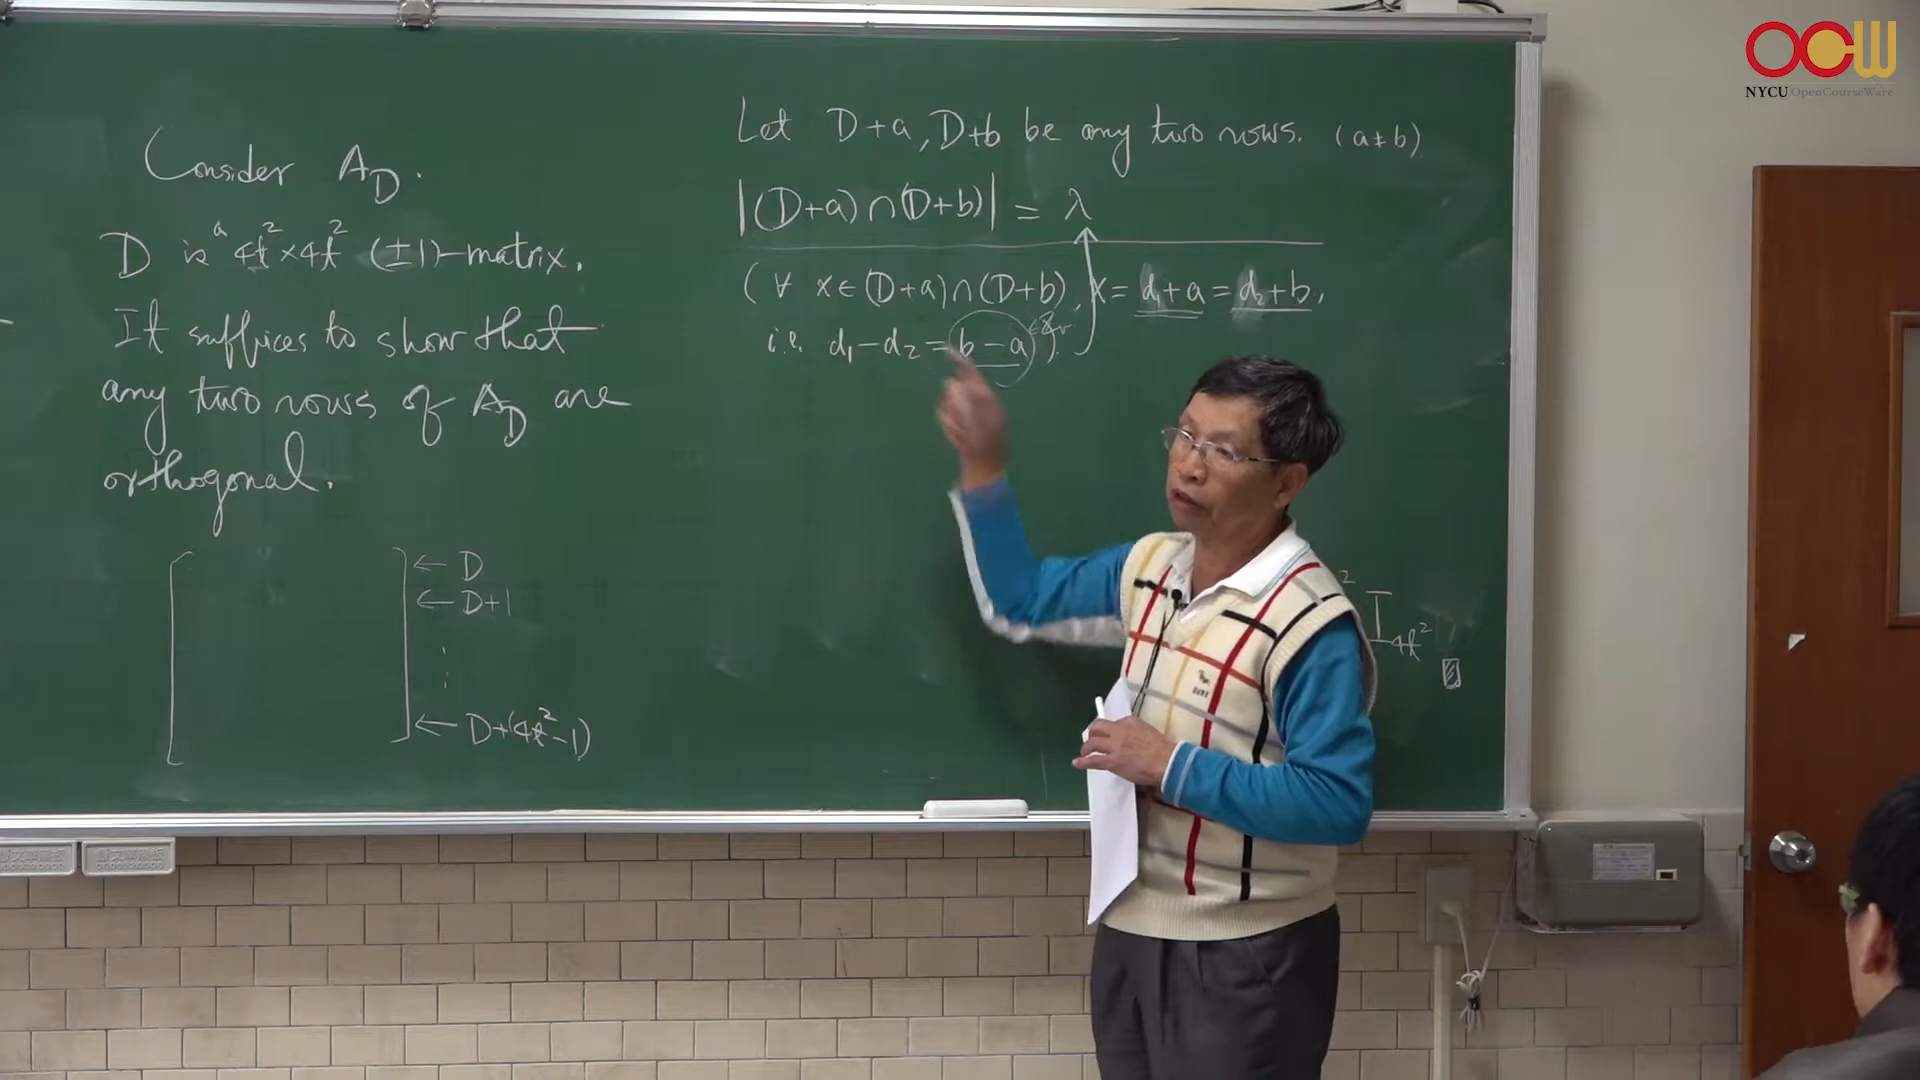 Consider A_D.
D is a 4t²×4t² (±1)-matrix.
It suffices to show that
any two rows of A_D are
orthogonal.
← D
← D+1
⋮
← D+(4t²-1)
Let D+a, D+b be any two rows. (a≠b)
|(D+a)∩(D+b)| = λ
(∀ x∈(D+a)∩(D+b), x = d₁+a = d₂+b,
i.e. d₁-d₂ = b-a).
² I_{4t²}
OCW
NYCU OpenCourseWare